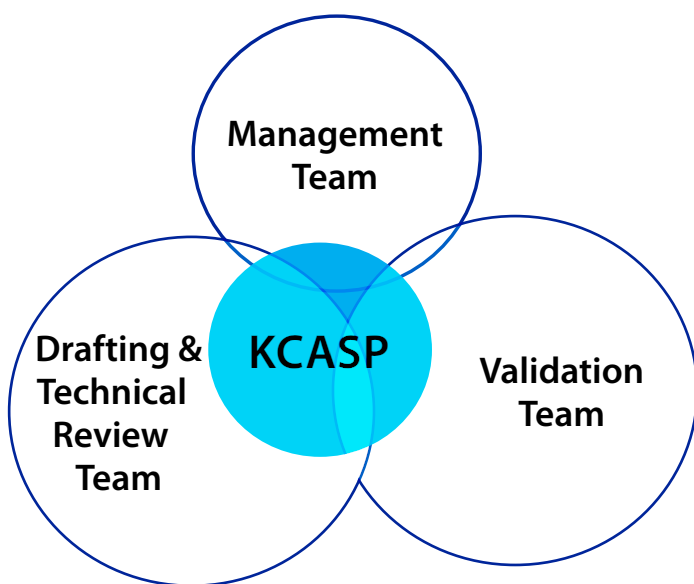 Management
Team
KCASP
Drafting &
Technical
Review
Team
Validation
Team